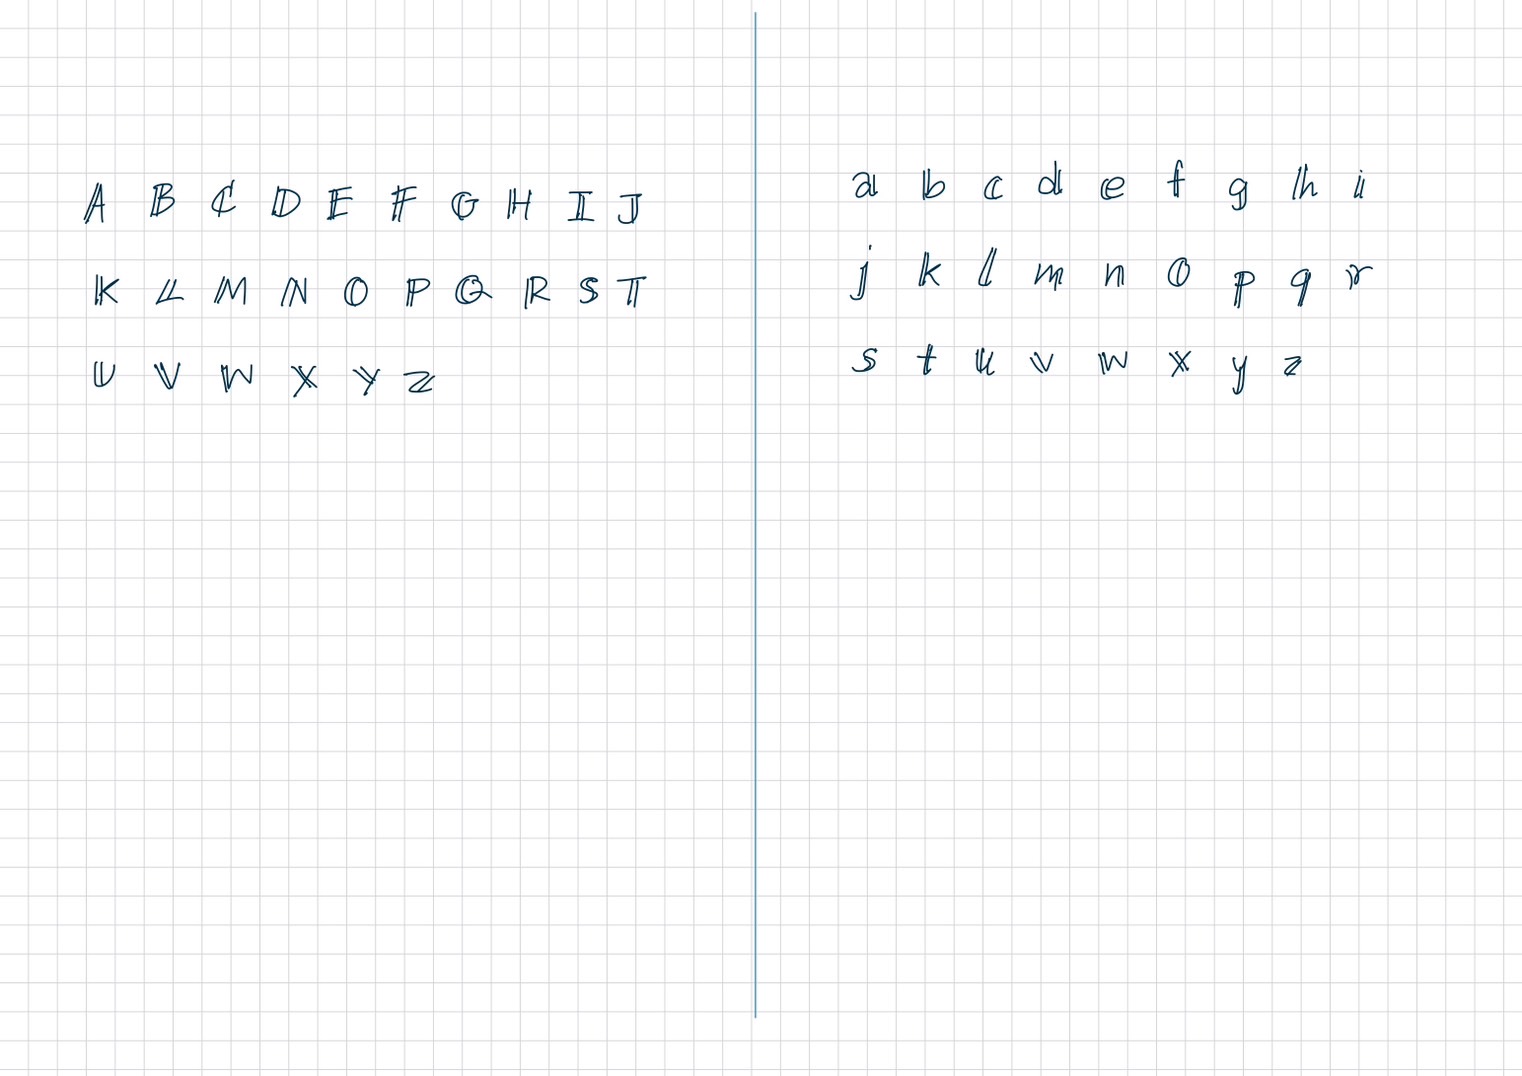 A B C D E F G H I J
K L M N O P Q R S T
U V W X Y Z
a b c d e f g h i
j k l m n o p q r
s t u v w x y z